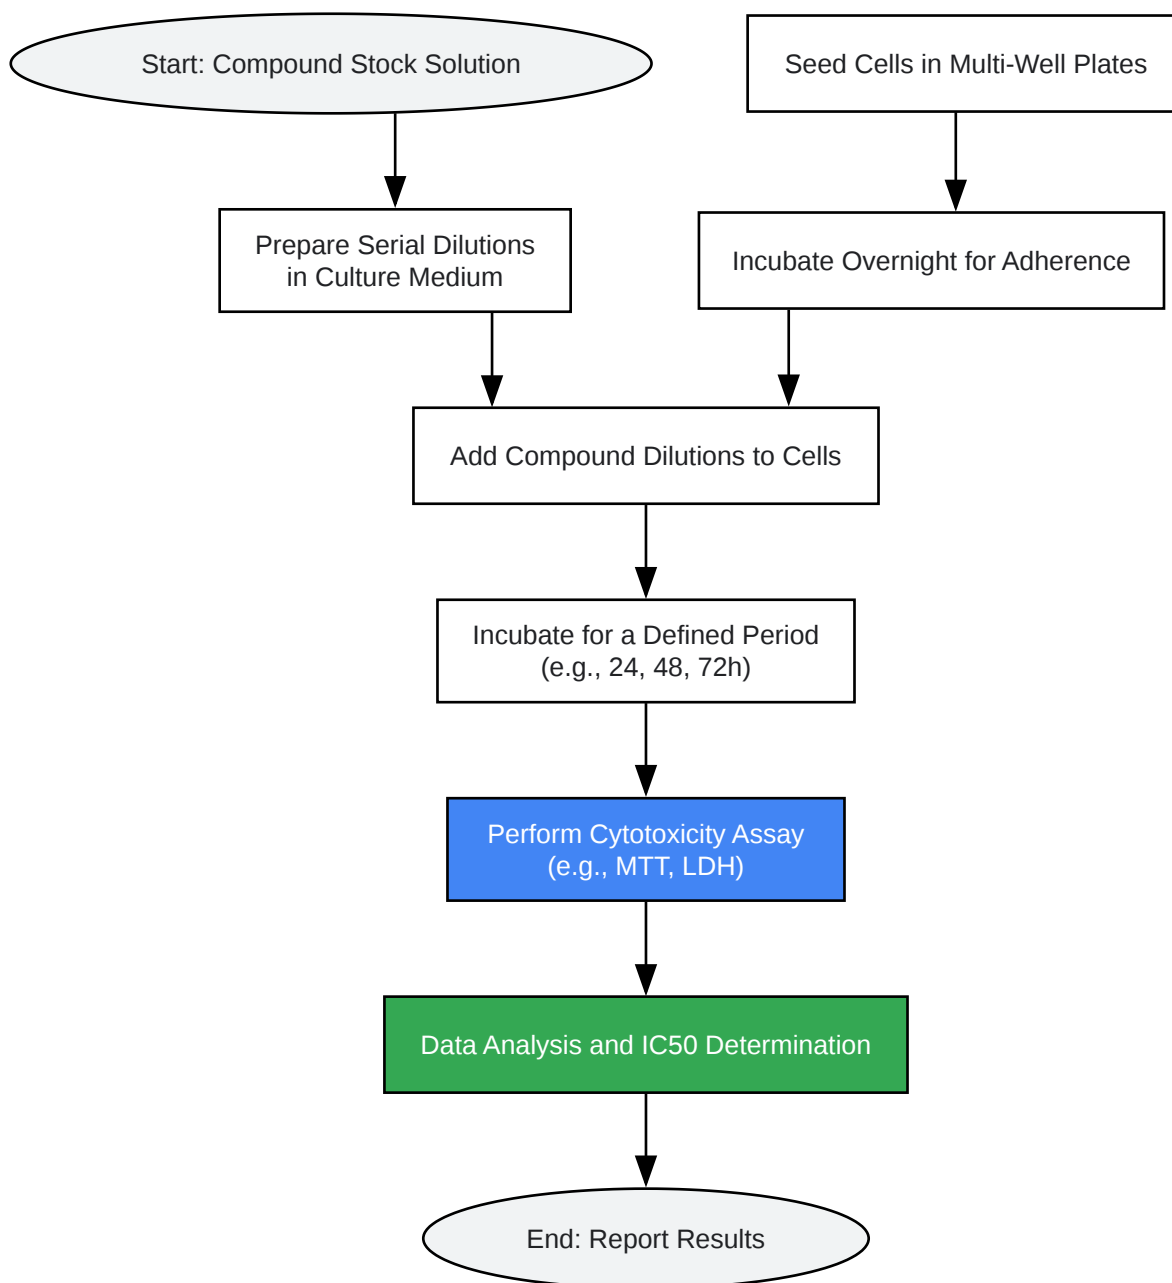 Start: Compound Stock Solution
Seed Cells in Multi-Well Plates
Prepare Serial Dilutions
in Culture Medium
Incubate Overnight for Adherence
Add Compound Dilutions to Cells
Incubate for a Defined Period
(e.g., 24, 48, 72h)
Perform Cytotoxicity Assay
(e.g., MTT, LDH)
Data Analysis and IC50 Determination
End: Report Results